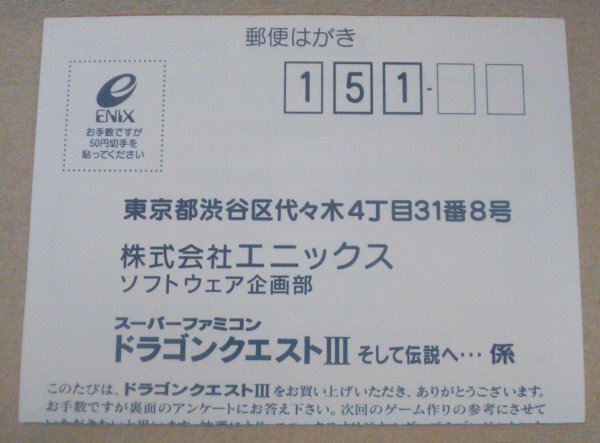 郵便はがき
151-
ENIX
お手数ですが
50円切手を
貼ってください
東京都渋谷区代々木4丁目31番8号
株式会社エニックス
ソフトウェア企画部
スーパーファミコン
ドラゴンクエストIII そして伝説へ… 係
このたびは、ドラゴンクエストIIIをお買い上げいただき、ありがとうございます。
お手数ですが裏面のアンケートにお答え下さい。次回のゲーム作りの参考にさせて